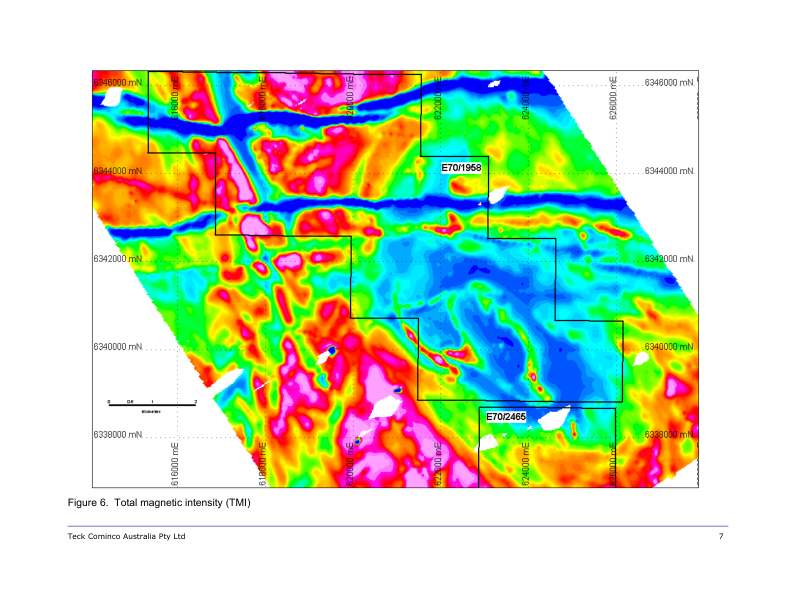 6346000 mN
6346000 mN
616000 mE
618000 mE
620000 mE
622000 mE
624000 mE
626000 mE
E70/1958
6344000 mN
6344000 mN
6342000 mN
6342000 mN
6340000 mN
6340000 mN
0 0.5 1 2
kilometer
E70/2465
6338000 mN
6338000 mN
616000 mE
618000 mE
620000 mE
622000 mE
624000 mE
626000 mE
Figure 6. Total magnetic intensity (TMI)
Teck Cominco Australia Pty Ltd
7